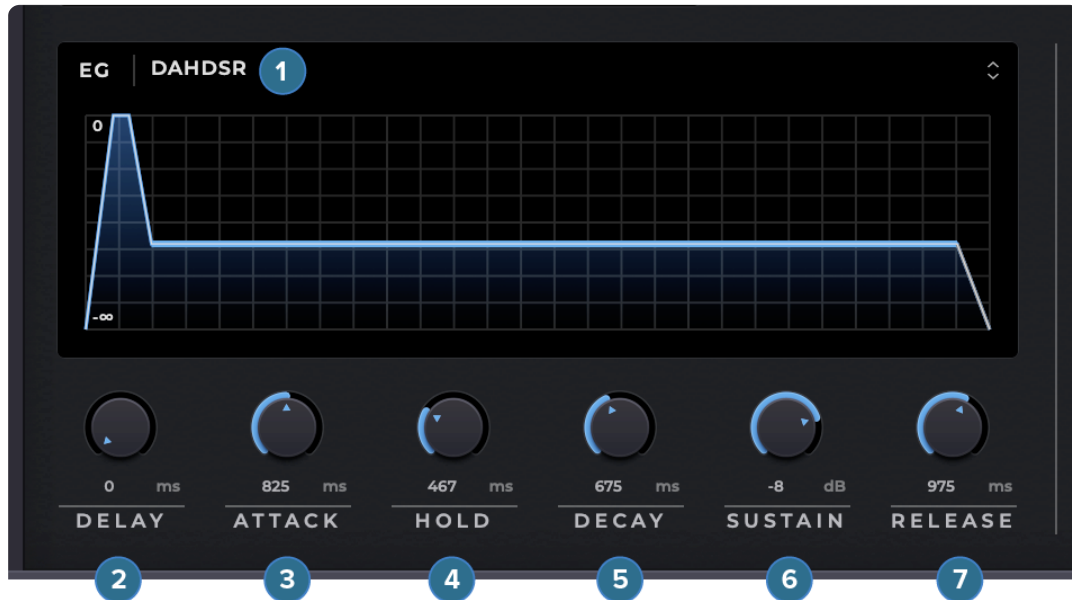 EG DAHDSR 1
0
-∞
0 ms 825 ms 467 ms 675 ms -8 dB 975 ms
DELAY ATTACK HOLD DECAY SUSTAIN RELEASE
2 3 4 5 6 7